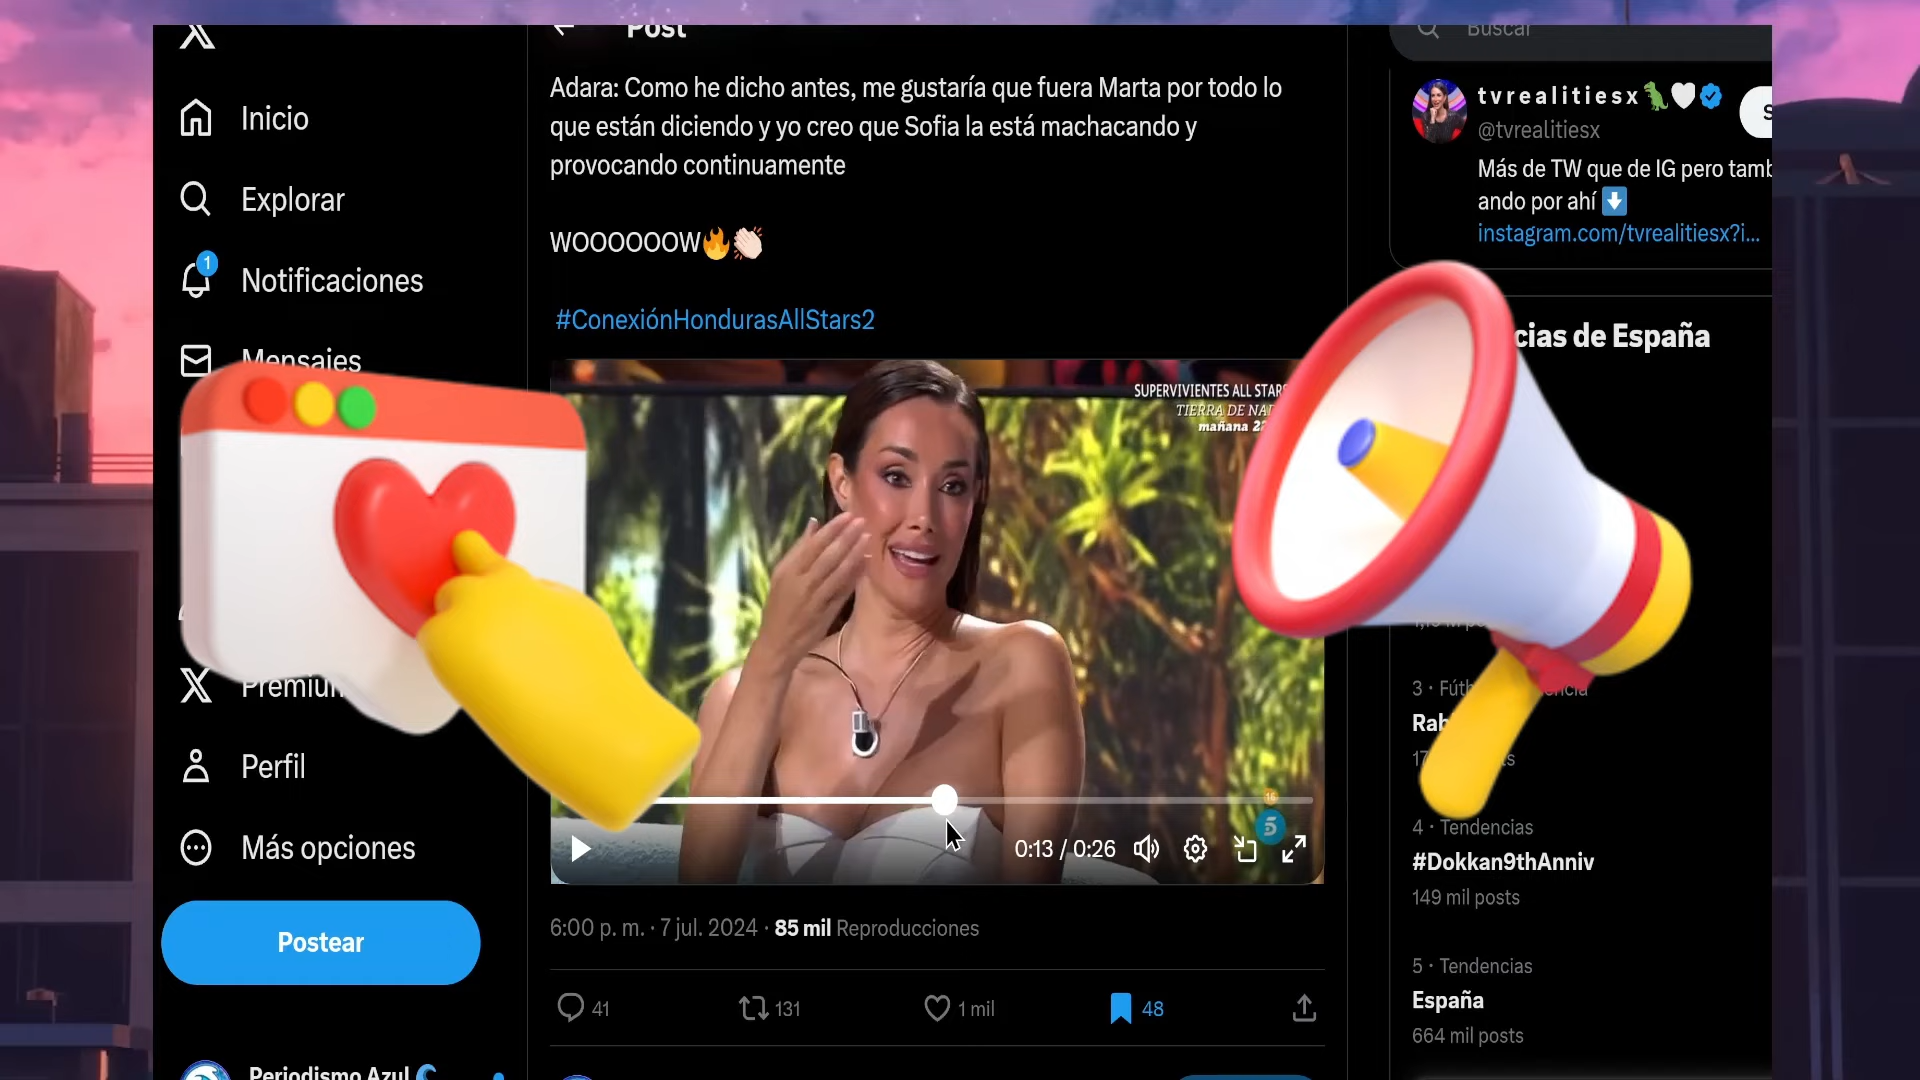 Post
Buscar
Inicio
Explorar
1
Notificaciones
Mensajes
Perfil
Más opciones
Postear
Periodismo Azul
Adara: Como he dicho antes, me gustaría que fuera Marta por todo lo
que están diciendo y yo creo que Sofia la está machacando y
provocando continuamente
WOOOOOOW🔥👏🏻
#ConexiónHondurasAllStars2
SUPERVIVIENTES ALL STARS
TIERRA DE
mañana
16
5
0:13 / 0:26
6:00 p. m. · 7 jul. 2024 · 85 mil Reproducciones
41
131
1 mil
48
tvrealitiesx🦖🤍
@tvrealitiesx
Más de TW que de IG pero tamb
ando por ahí ⬇️
instagram.com/tvrealitiesx?i...
cias de España
3 ·
4 · Tendencias
#Dokkan9thAnniv
149 mil posts
5 · Tendencias
España
664 mil posts